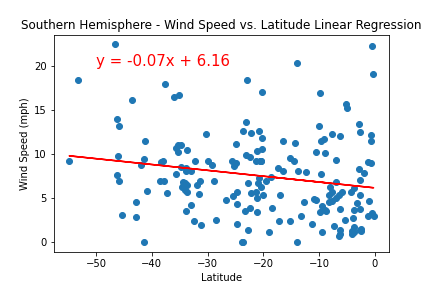 Southern Hemisphere - Wind Speed vs. Latitude Linear Regression
y = -0.07x + 6.16
Wind Speed (mph)
20
15
10
5
0
−50 −40 −30 −20 −10 0
Latitude